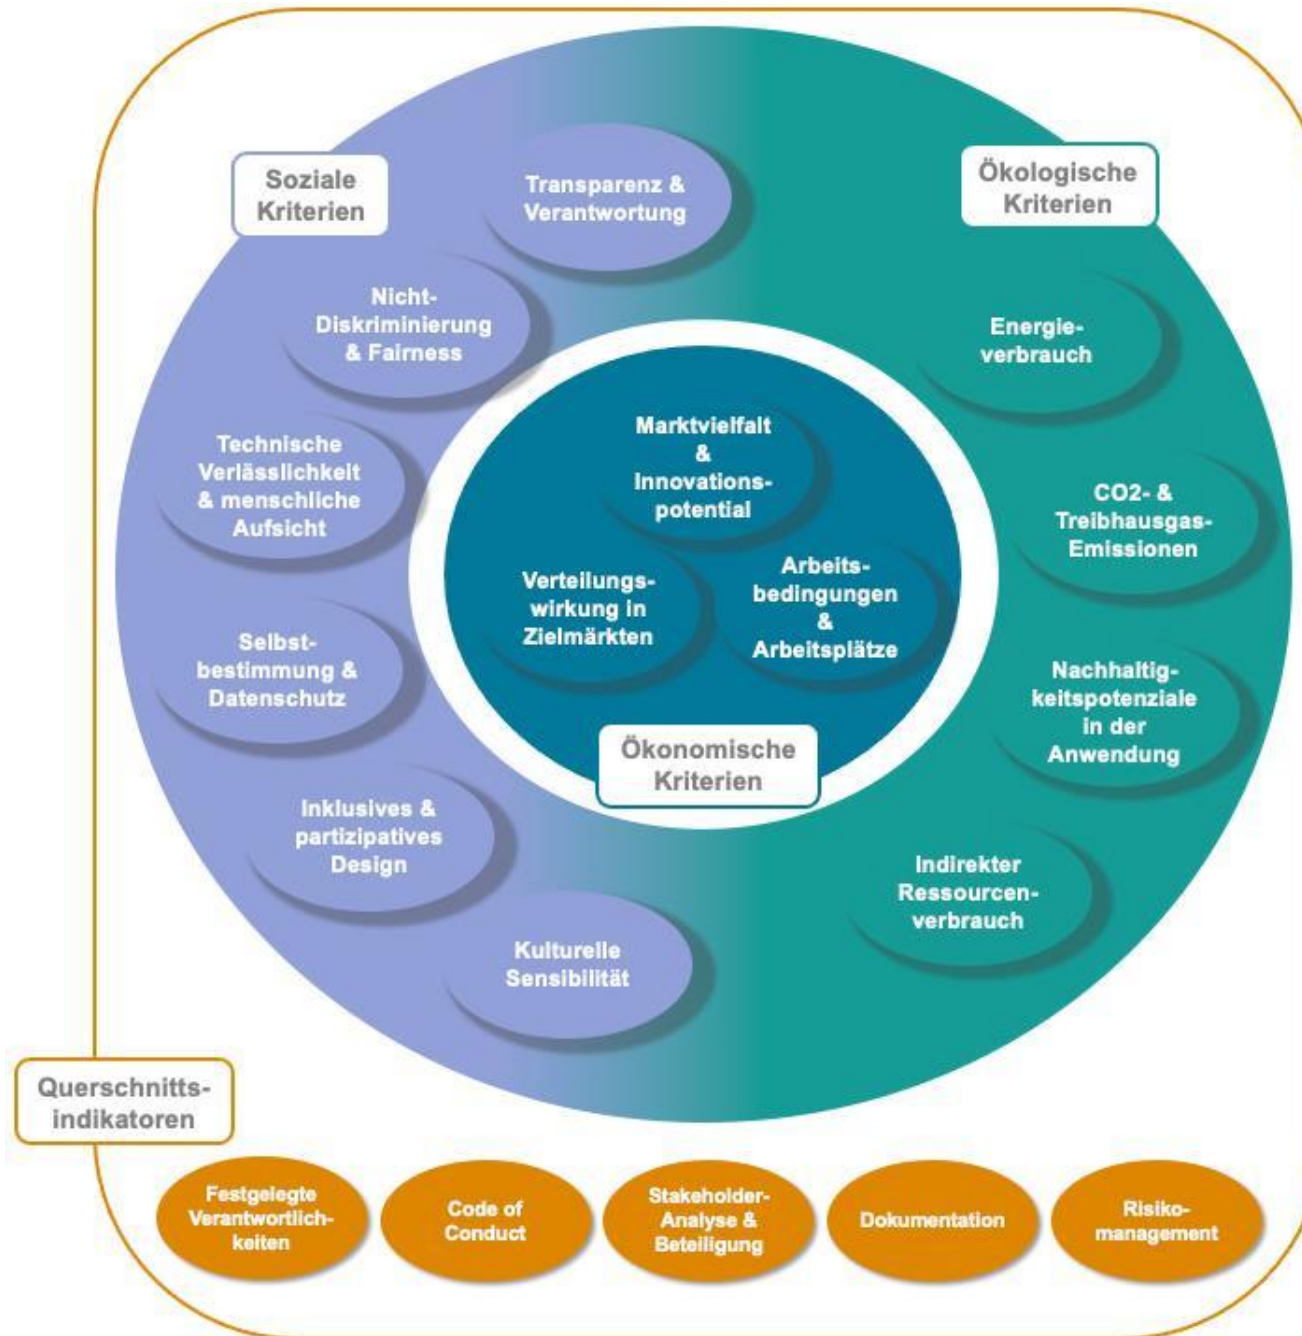 Soziale
Kriterien
Transparenz &
Verantwortung
Nicht-
Diskriminierung
& Fairness
Technische
Verlässlichkeit
& menschliche
Aufsicht
Selbst-
bestimmung &
Datenschutz
Inklusives &
partizipatives
Design
Kulturelle
Sensibilität
Ökologische
Kriterien
Energie-
verbrauch
CO2- &
Treibhausgas-
Emissionen
Nachhaltig-
keitspotenziale
in der
Anwendung
Indirekter
Ressourcen-
verbrauch
Marktvielfalt
&
Innovations-
potential
Verteilungs-
wirkung in
Zielmärkten
Arbeits-
bedingungen
&
Arbeitsplätze
Ökonomische
Kriterien
Querschnitts-
indikatoren
Festgelegte
Verantwortlich-
keiten
Code of
Conduct
Stakeholder-
Analyse &
Beteiligung
Dokumentation
Risiko-
management